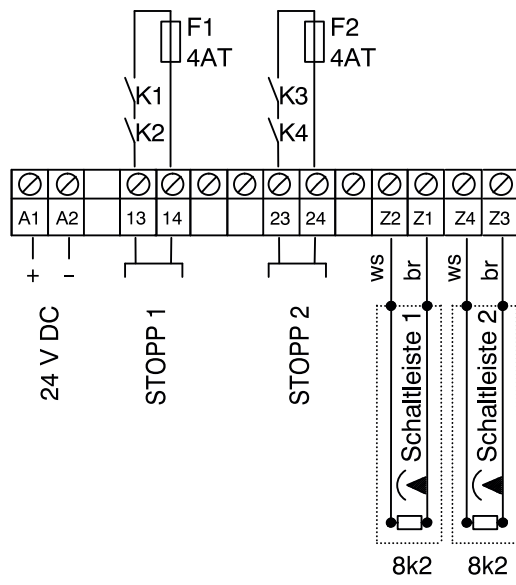 F1
4AT
K1
K2
F2
4AT
K3
K4
A1 A2 13 14 23 24 Z2 Z1 Z4 Z3
+ -
24 V DC
STOPP 1
STOPP 2
ws br ws br
Schaltleiste 1
Schaltleiste 2
8k2 8k2